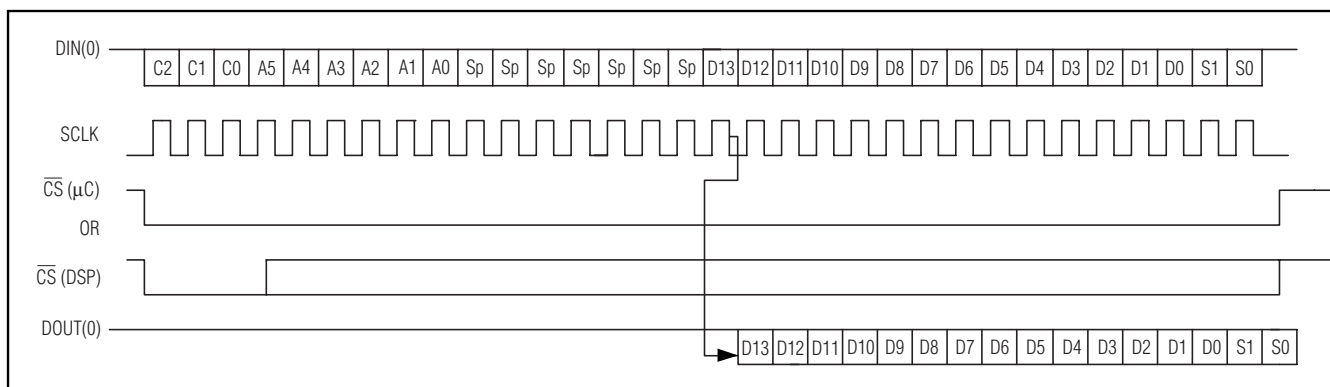 DIN(0) C2 C1 C0 A5 A4 A3 A2 A1 A0 Sp Sp Sp Sp Sp Sp Sp D13 D12 D11 D10 D9 D8 D7 D6 D5 D4 D3 D2 D1 D0 S1 S0
SCLK
CS (μC)
OR
CS (DSP)
DOUT(0)
D13 D12 D11 D10 D9 D8 D7 D6 D5 D4 D3 D2 D1 D0 S1 S0